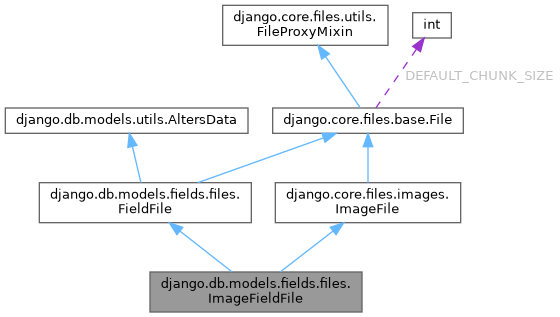 django.core.files.utils.
FileProxyMixin
int
DEFAULT_CHUNK_SIZE
django.db.models.utils.AltersData
django.core.files.base.File
django.db.models.fields.files.
FieldFile
django.core.files.images.
ImageFile
django.db.models.fields.files.
ImageFieldFile